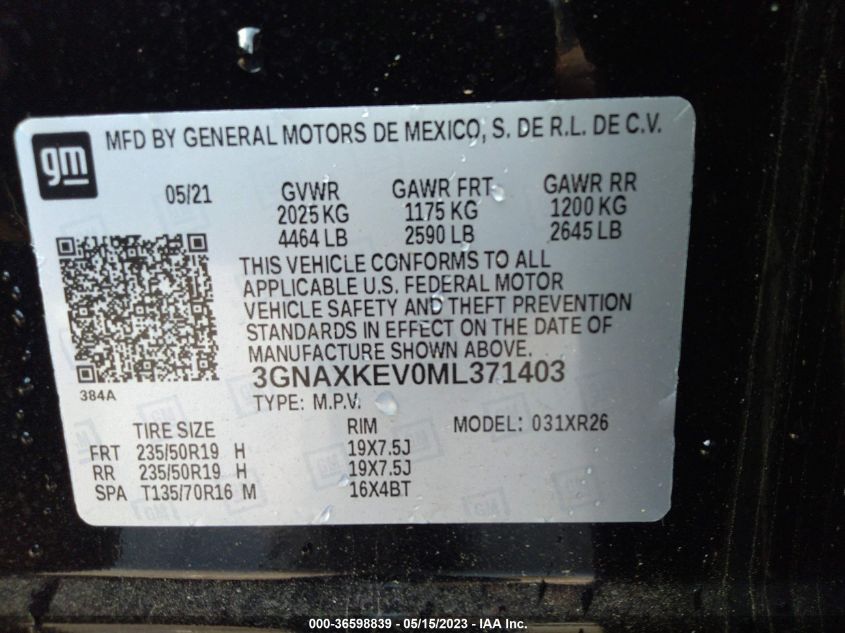 gm
MFD BY GENERAL MOTORS DE MEXICO, S. DE R.L. DE C.V.
05/21 GVWR GAWR FRT GAWR RR
2025 KG 1175 KG 1200 KG
4464 LB 2590 LB 2645 LB
THIS VEHICLE CONFORMS TO ALL
APPLICABLE U.S. FEDERAL MOTOR
VEHICLE SAFETY AND THEFT PREVENTION
STANDARDS IN EFFECT ON THE DATE OF
MANUFACTURE SHOWN ABOVE.
384A
3GNAXKEV0ML371403
TYPE: M.P.V.
TIRE SIZE RIM MODEL: 031XR26
FRT 235/50R19 H 19X7.5J
RR 235/50R19 H 19X7.5J
SPA T135/70R16 M 16X4BT
000-36598839 - 05/15/2023 - IAAI, Inc.